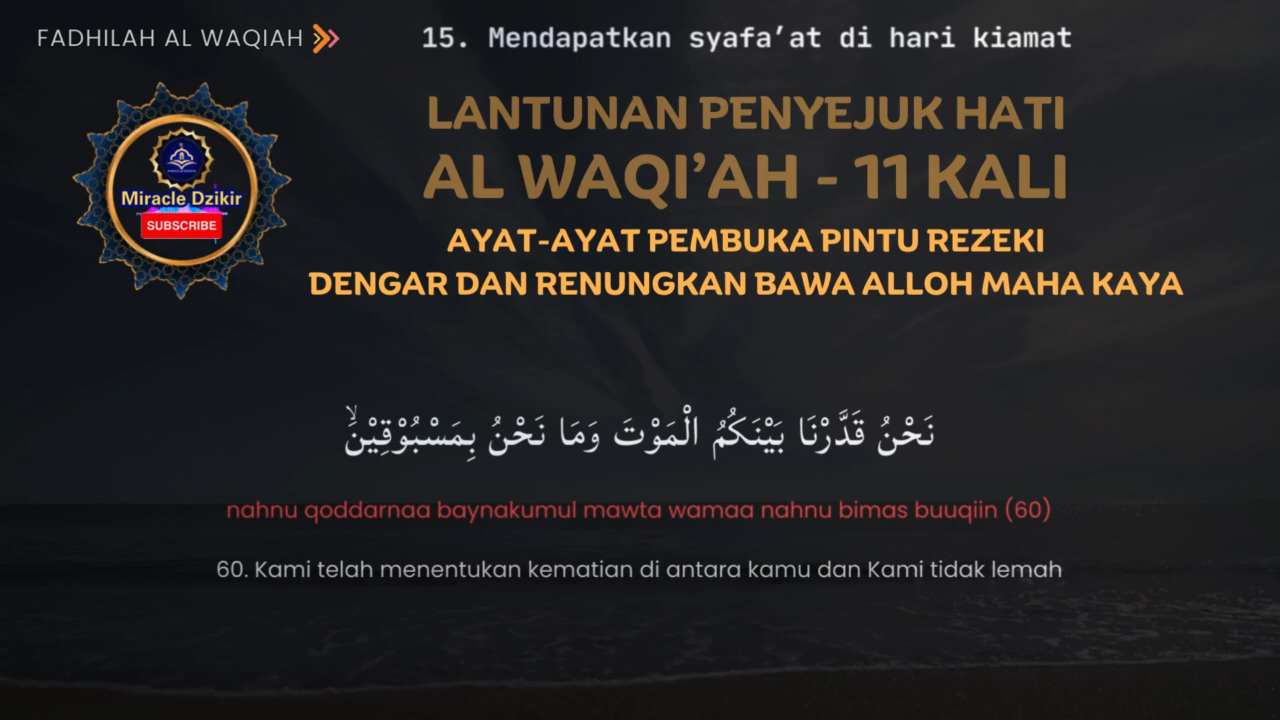 FADHILAH AL WAQIAH
15. Mendapatkan syafa’at di hari kiamat
LANTUNAN PENYEJUK HATI
AL WAQI’AH - 11 KALI
AYAT-AYAT PEMBUKA PINTU REZEKI
DENGAR DAN RENUNGKAN BAWA ALLOH MAHA KAYA
Miracle Dzikir
SUBSCRIBE
نَحْنُ قَدَّرْنَا بَيْنَكُمُ الْمَوْتَ وَمَا نَحْنُ بِمَسْبُوْقِيْنَۙ
nahnu qoddarnaa baynakumul mawta wamaa nahnu bimas buuqiin (60)
60. Kami telah menentukan kematian di antara kamu dan Kami tidak lemah